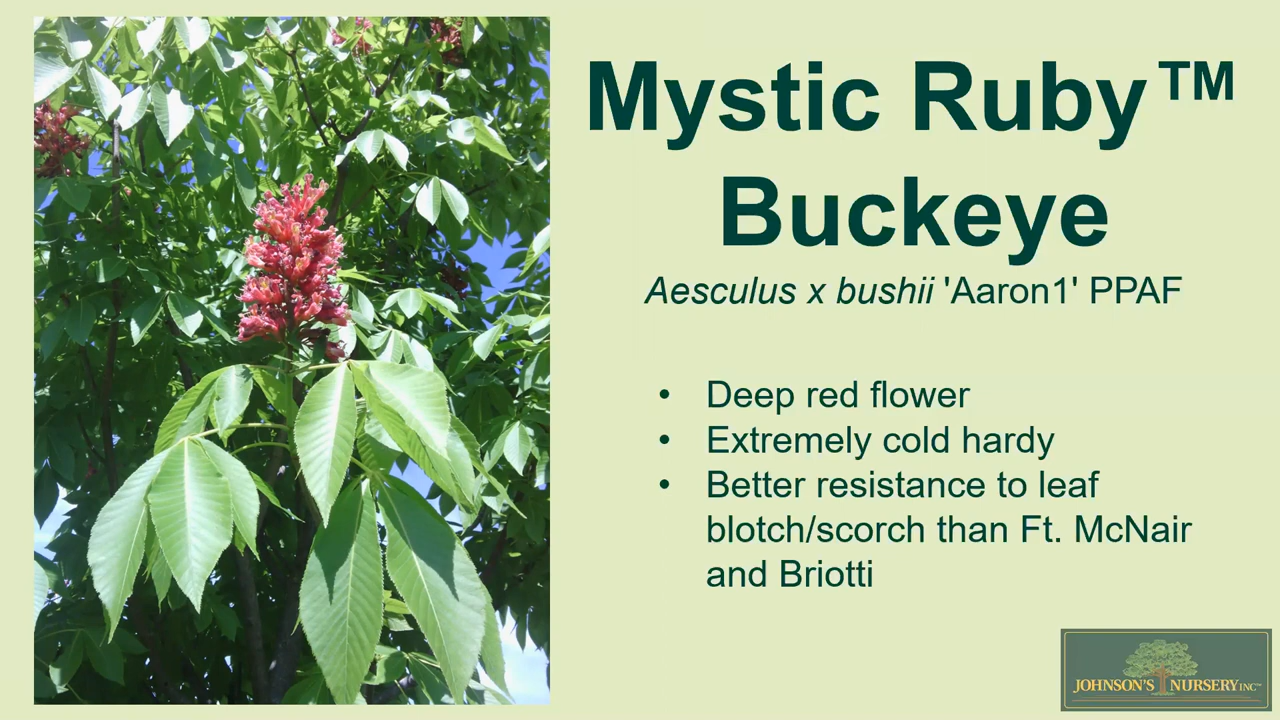 Mystic Ruby™
Buckeye
Aesculus x bushii 'Aaron1' PPAF
• Deep red flower
• Extremely cold hardy
• Better resistance to leaf
blotch/scorch than Ft. McNair
and Briotti
JOHNSON'S NURSERY INC™